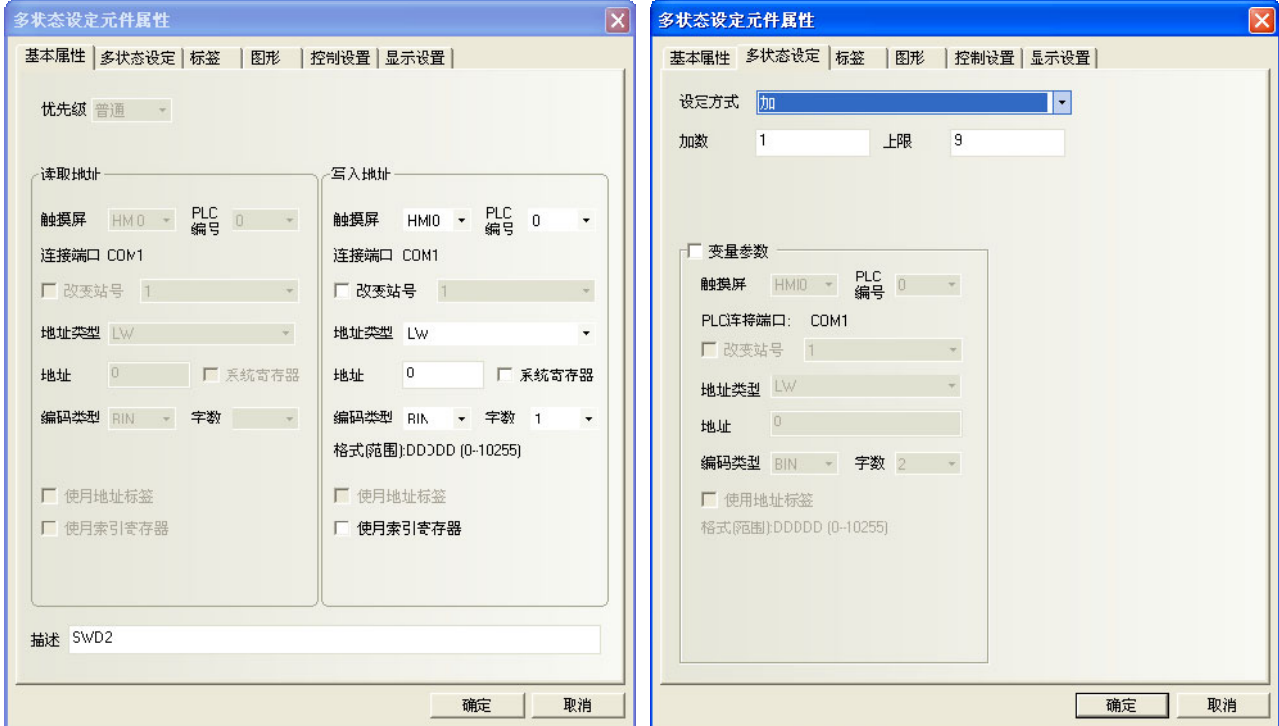 多状态设定元件属性
基本属性 多状态设定 标签 图形 控制设置 显示设置
优先级 普通
读取地址
触摸屏 HMI0 PLC编号 0
连接端口 COM1
改变站号 1
地址类型 LW
地址 0 系统寄存器
编码类型 BIN 字数
使用地址标签
使用索引寄存器
写入地址
触摸屏 HMI0 PLC编号 0
连接端口 COM1
改变站号 1
地址类型 LW
地址 0 系统寄存器
编码类型 BIN 字数 1
格式(范围):DDDDD (0~10255)
使用地址标签
使用索引寄存器
描述 SWD2
确定 取消
多状态设定元件属性
基本属性 多状态设定 标签 图形 控制设置 显示设置
设定方式 加
加数 1 上限 9
变量参数
触摸屏 HMI0 PLC编号 0
PLC连接端口: COM1
改变站号 1
地址类型 LW
地址 0
编码类型 BIN 字数 2
使用地址标签
格式(范围):DDDDD (0~10255)
确定 取消